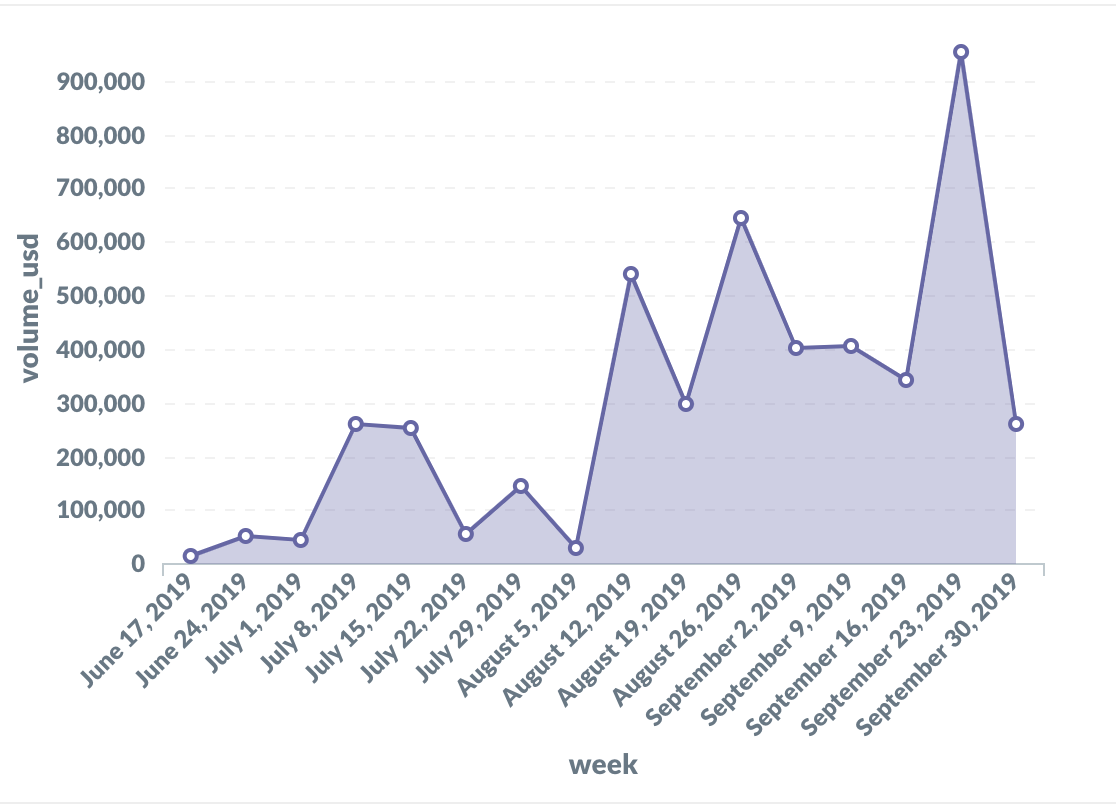 900,000
800,000
700,000
600,000
500,000
400,000
300,000
200,000
100,000
0
volume_usd
June 17, 2019
June 24, 2019
July 1, 2019
July 8, 2019
July 15, 2019
July 22, 2019
July 29, 2019
August 5, 2019
August 12, 2019
August 19, 2019
August 26, 2019
September 2, 2019
September 9, 2019
September 16, 2019
September 23, 2019
September 30, 2019
week